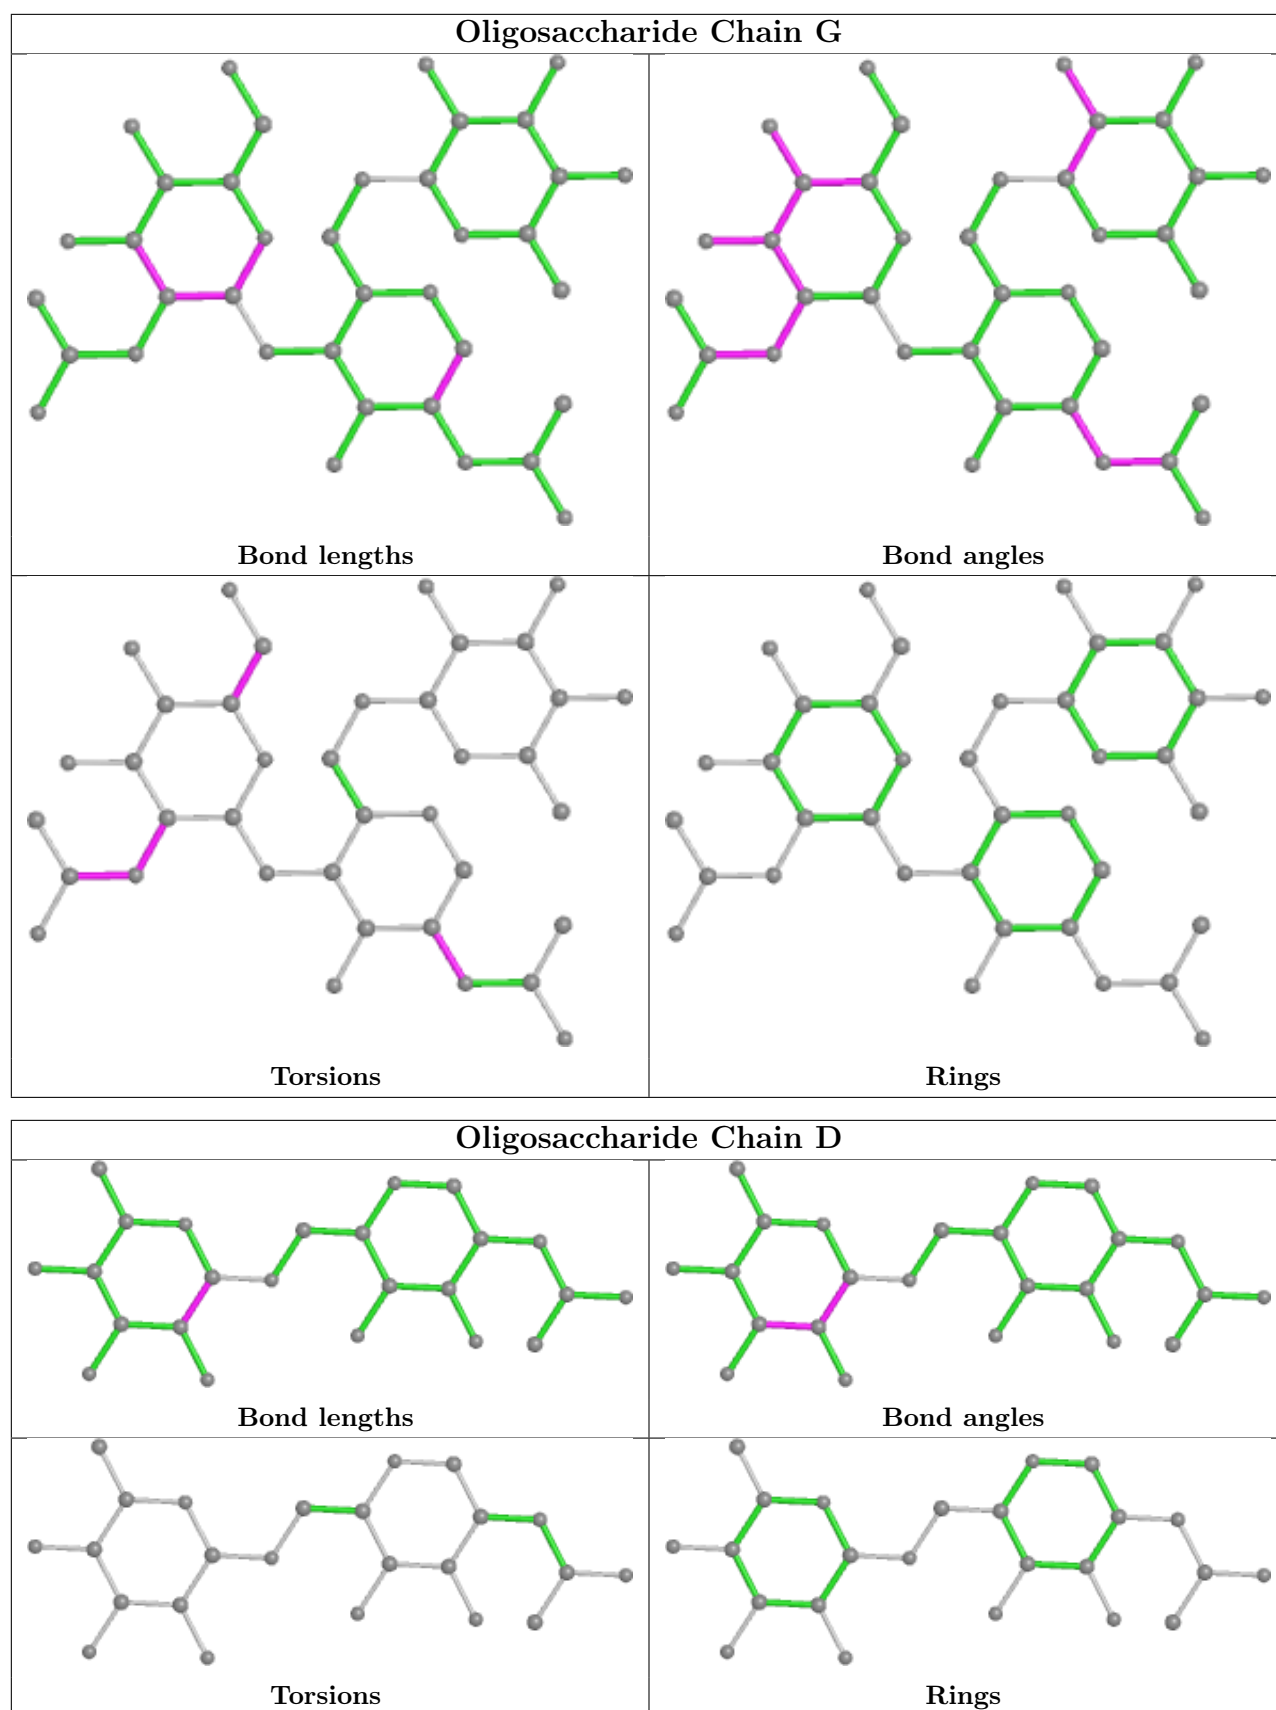 Oligosaccharide Chain G
Bond lengths
Bond angles
Torsions
Rings
Oligosaccharide Chain D
Bond lengths
Bond angles
Torsions
Rings